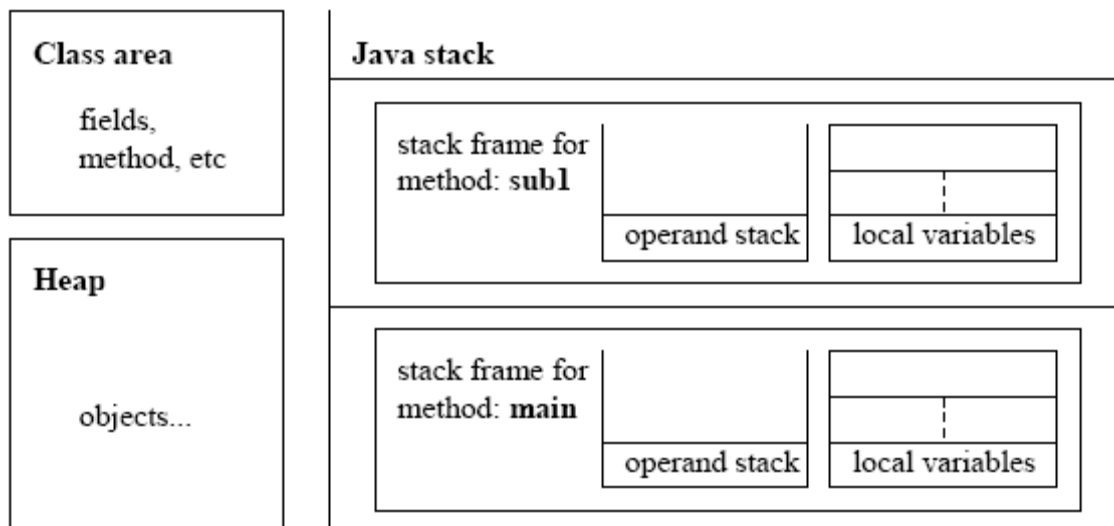 Class area
fields,
method, etc
Heap
objects...
Java stack
stack frame for
method: sub1
operand stack
local variables
stack frame for
method: main
operand stack
local variables